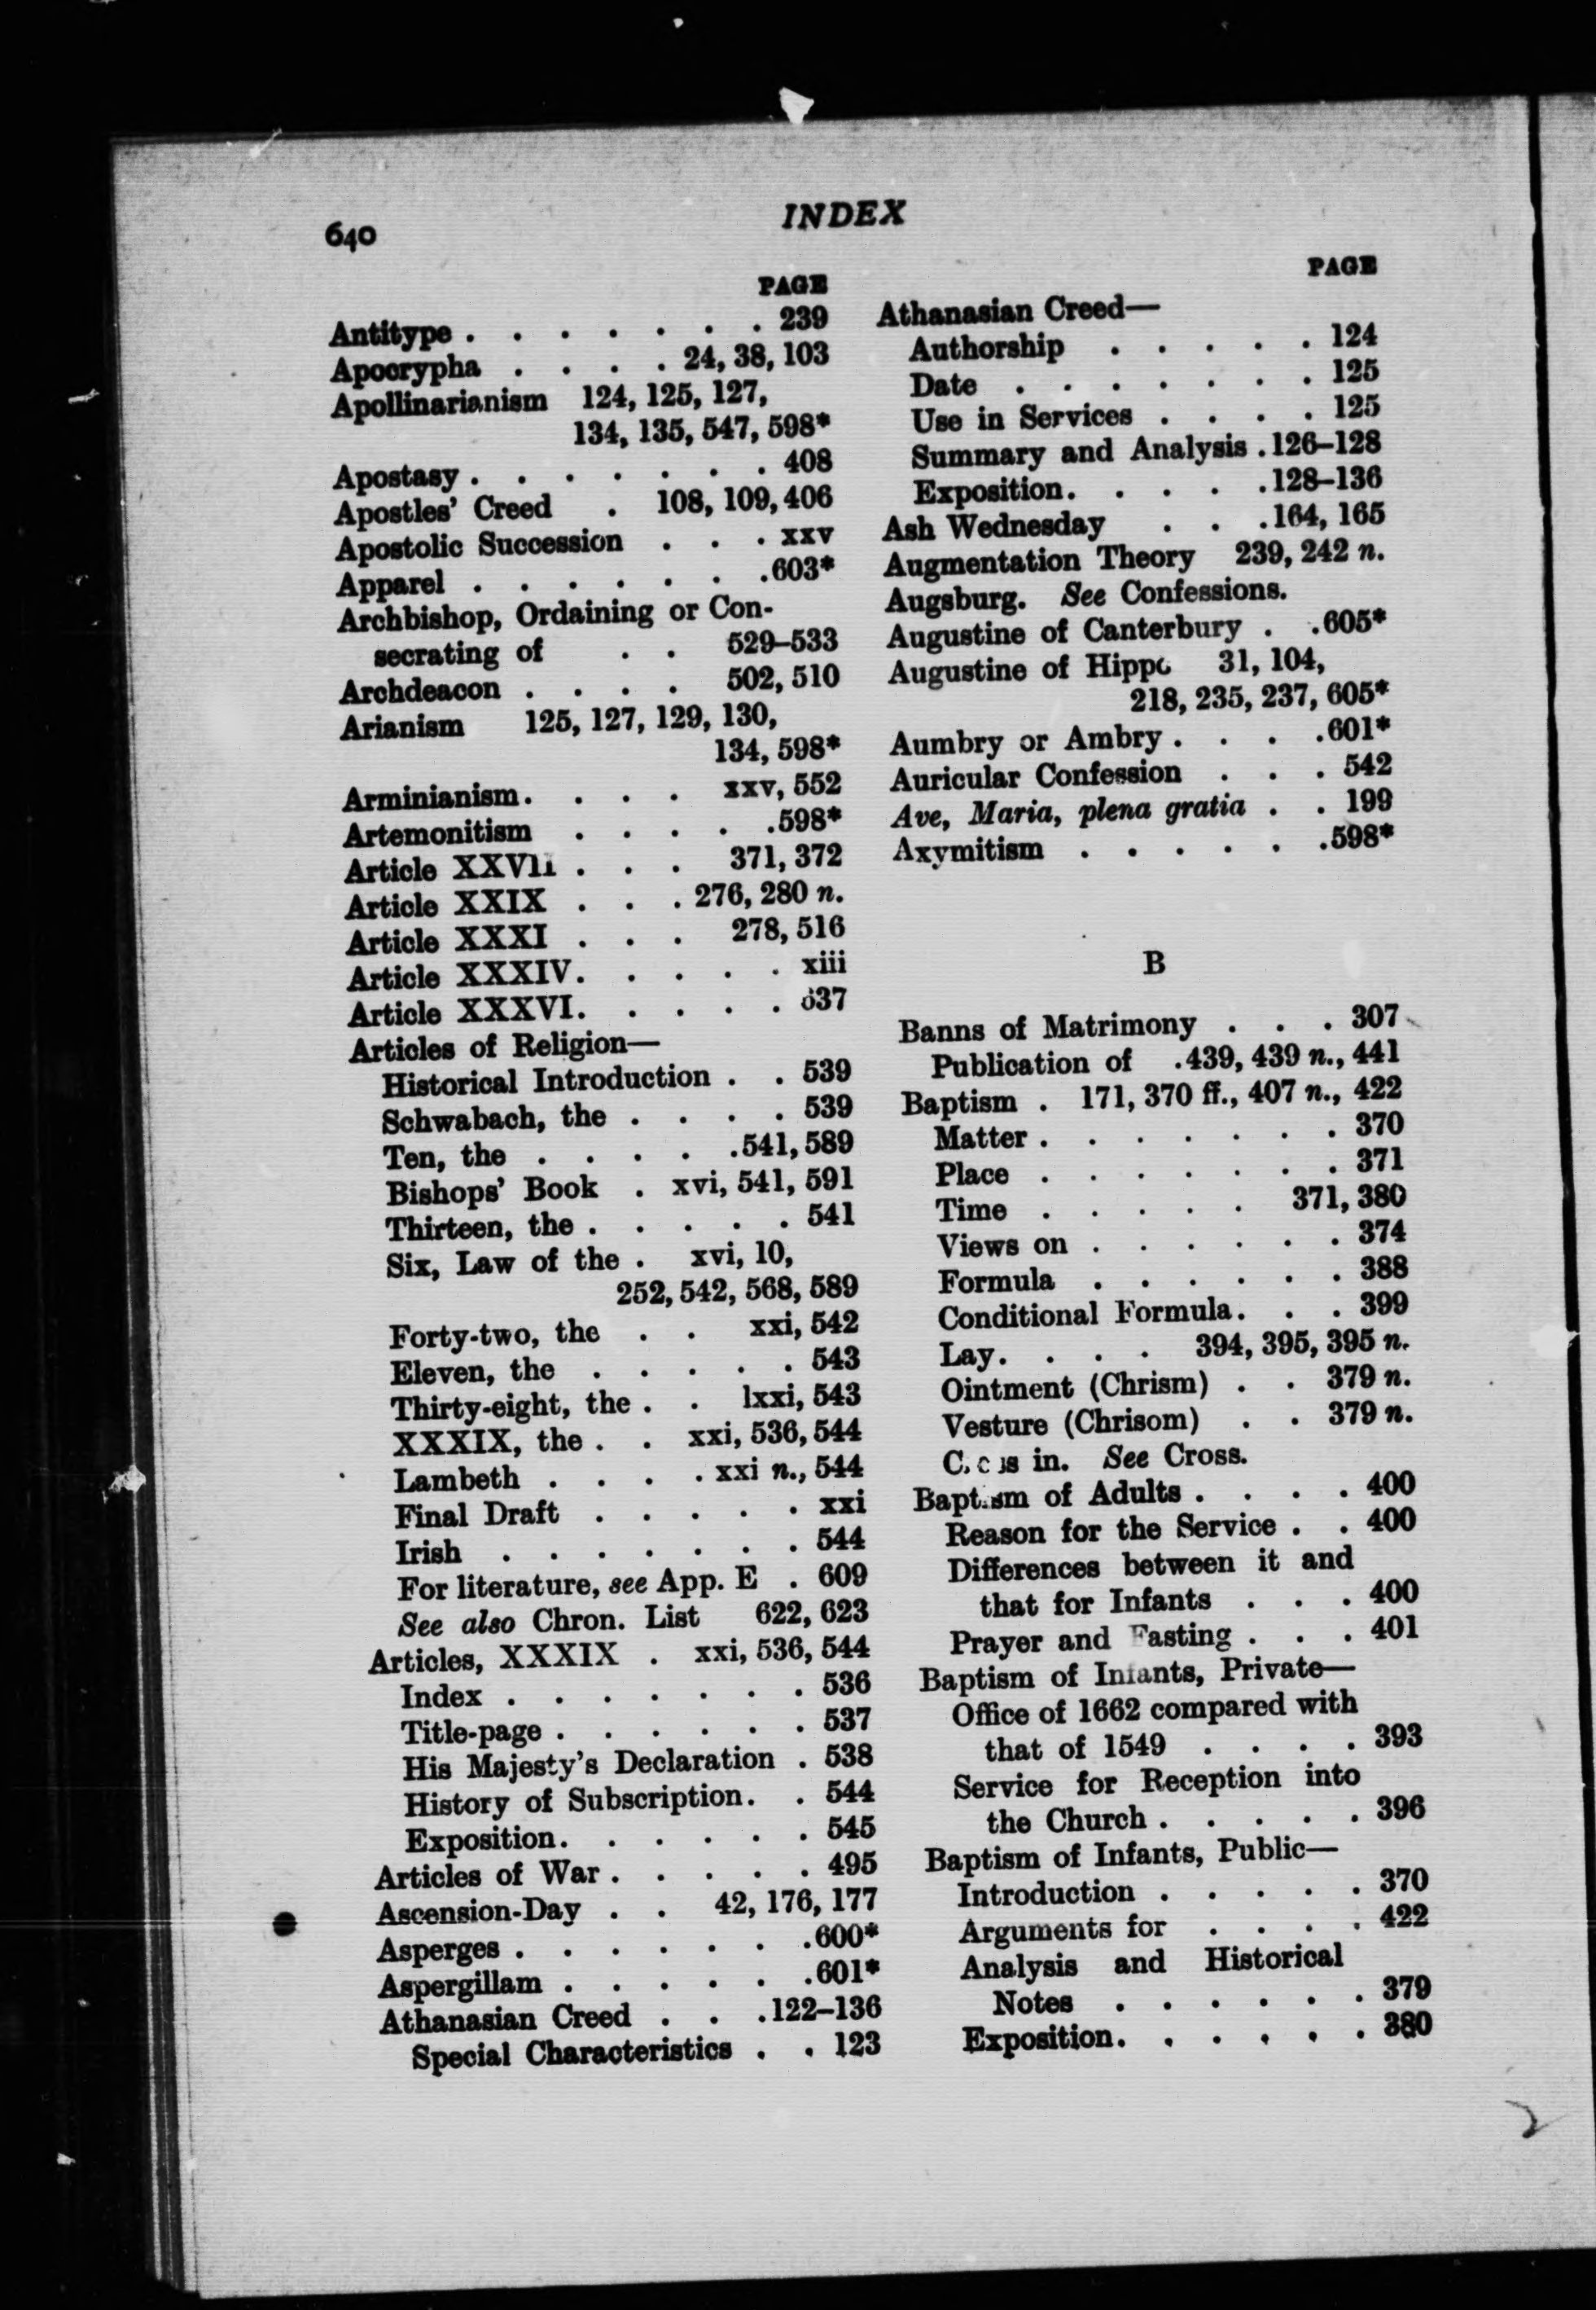 640
INDEX
PAGE
Antitype . . . . . . . 239
Apocrypha . . . . 24, 38, 103
Apollinarianism 124, 125, 127,
134, 135, 547, 598*
Apostasy . . . . . . . 408
Apostles' Creed . 108, 109, 406
Apostolic Succession . . . xxv
Apparel . . . . . . . 603*
Archbishop, Ordaining or Con-
secrating of . . 529–533
Archdeacon . . . . 502, 510
Arianism 125, 127, 129, 130,
134, 598*
Arminianism . . . . xxv, 552
Artemonitism . . . . . 598*
Article XXVII . . . 371, 372
Article XXIX . . . 276, 280 n.
Article XXXI . . . 278, 516
Article XXXIV . . . . . xiii
Article XXXVI . . . . .
Articles of Religion—
Historical Introduction . . 539
Schwabach, the . . . . 539
Ten, the . . . . . 541, 589
Bishops' Book . xvi, 541, 591
Thirteen, the . . . . . 541
Six, Law of the . xvi, 10,
252, 542, 568, 589
Forty-two, the . . xxi, 542
Eleven, the . . . . . 543
Thirty-eight, the . . lxxi, 543
XXXIX, the . . xxi, 536, 544
Lambeth . . . . xxi n., 544
Final Draft . . . . . xxi
Irish . . . . . . . 544
For literature, see App. E . 609
See also Chron. List 622, 623
Articles, XXXIX . xxi, 536, 544
Index . . . . . . . 536
Title-page . . . . . . 537
His Majesty's Declaration . 538
History of Subscription . . 544
Exposition . . . . . . 545
Articles of War . . . . . 495
Ascension-Day . . 42, 176, 177
Asperges . . . . . . . 600*
Aspergillam . . . . . . 601*
Athanasian Creed . . . 122–136
Special Characteristics . . 123
PAGE
Athanasian Creed—
Authorship . . . . . 124
Date . . . . . . . 125
Use in Services . . . . 125
Summary and Analysis . 126–128
Exposition . . . . . 128–136
Ash Wednesday . . . 164, 165
Augmentation Theory 239, 242 n.
Augsburg. See Confessions.
Augustine of Canterbury . . 605*
Augustine of Hippo 31, 104,
218, 235, 237, 605*
Aumbry or Ambry . . . . 601*
Auricular Confession . . . 542
Ave, Maria, plena gratia . . 199
Axymitism . . . . . . 598*
B
Banns of Matrimony . . . 307
Publication of . 439, 439 n., 441
Baptism . 171, 370 ff., 407 n., 422
Matter . . . . . . . 370
Place . . . . . . . 371
Time . . . . . 371, 380
Views on . . . . . . 374
Formula . . . . . . 388
Conditional Formula . . . 399
Lay . . . . 394, 395, 395 n.
Ointment (Chrism) . . 379 n.
Vesture (Chrisom) . . 379 n.
in. See Cross.
Baptism of Adults . . . . 400
Reason for the Service . . 400
Differences between it and
that for Infants . . . 400
Prayer and Fasting . . . 401
Baptism of Infants, Private—
Office of 1662 compared with
that of 1549 . . . . 393
Service for Reception into
the Church . . . . . 396
Baptism of Infants, Public—
Introduction . . . . . 370
Arguments for . . . . 422
Analysis and Historical
Notes . . . . . . 379
Exposition . . . . . . 380
2